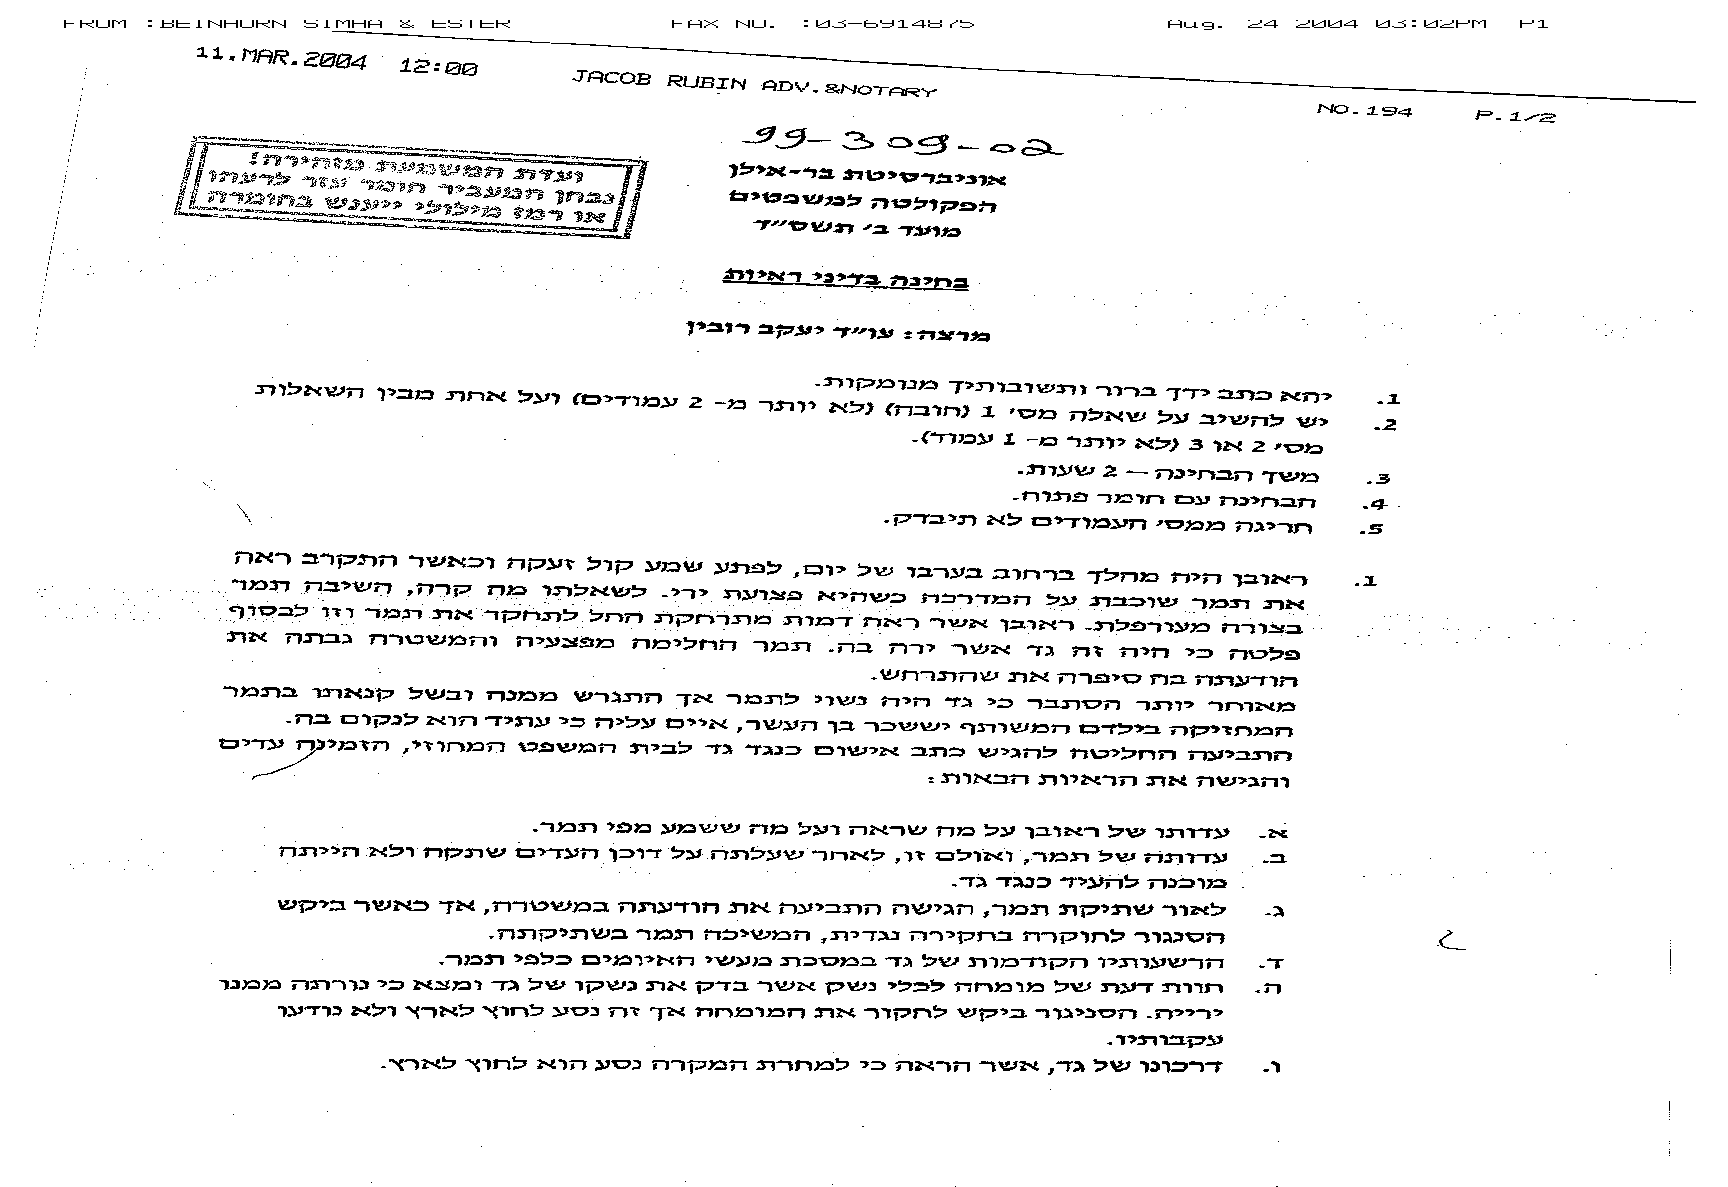 FROM :BEINHORN SIMHA & ESTER FAX NO. :03-6914875 Aug. 24 2004 03:02PM P1
11.MAR.2004 12:00 JACOB RUBIN ADV.&NOTARY NO.194 P.1/2
99-309-02
ועדת המשמעת מזהירה!
נבחן המעביר חומר עזר לרעהו
או רמז מילולי ייענש בחומרה
אוניברסיטת בר-אילן
הפקולטה למשפטים
מועד ב' תשס"ד
בחינה בדיני ראיות
מרצה: עו"ד יעקב רובין
1. יהא כתב ידך ברור ותשובותיך מנומקות.
2. יש להשיב על שאלה מס' 1 (חובה) (לא יותר מ- 2 עמודים) ועל אחת מבין השאלות
מס' 2 או 3 (לא יותר מ- 1 עמוד).
3. משך הבחינה – 2 שעות.
4. הבחינה עם חומר פתוח.
5. חריגה ממס' העמודים לא תיבדק.
1. ראובן היה מהלך ברחוב בערבו של יום, לפתע שמע קול זעקה וכאשר התקרב ראה
את תמר שוכבת על המדרכה כשהיא פצועת ירי. לשאלתו מה קרה, השיבה תמר
בצורה מעורפלת. ראובן אשר ראה דמות מתרחקת החל לתחקר את תמר וזו לבסוף
פלטה כי היה זה גד אשר ירה בה. תמר החלימה מפצעיה והמשטרה גבתה את
הודעתה בה סיפרה את שהתרחש.
מאוחר יותר הסתבר כי גד היה נשוי לתמר אך התגרש ממנה ובשל קנאתו בתמר
המחזיקה בילדם המשותף יששכר בן העשר, איים עליה כי עתיד הוא לנקום בה.
התביעה החליטה להגיש כתב אישום כנגד גד לבית המשפט המחוזי, הזמינה עדים
והגישה את הראיות הבאות:
א. עדותו של ראובן על מה שראה ועל מה ששמע מפי תמר.
ב. עדותה של תמר, ואולם זו, לאחר שעלתה על דוכן העדים שתקה ולא הייתה
מוכנה להעיד כנגד גד.
ג. לאור שתיקת תמר, הגישה התביעה את הודעתה במשטרה, אך כאשר ביקש
הסנגור לחוקרה בחקירה נגדית, המשיכה תמר בשתיקתה.
ד. הרשעותיו הקודמות של גד במסכת מעשי האיומים כלפי תמר.
ה. חוות דעת של מומחה לכלי נשק אשר בדק את נשקו של גד ומצא כי נורתה ממנו
ירייה. הסניגור ביקש לחקור את המומחה אך זה נסע לחוץ לארץ ולא נודעו
עקבותיו.
ו. דרכונו של גד, אשר הראה כי למחרת המקרה נסע הוא לחוץ לארץ.